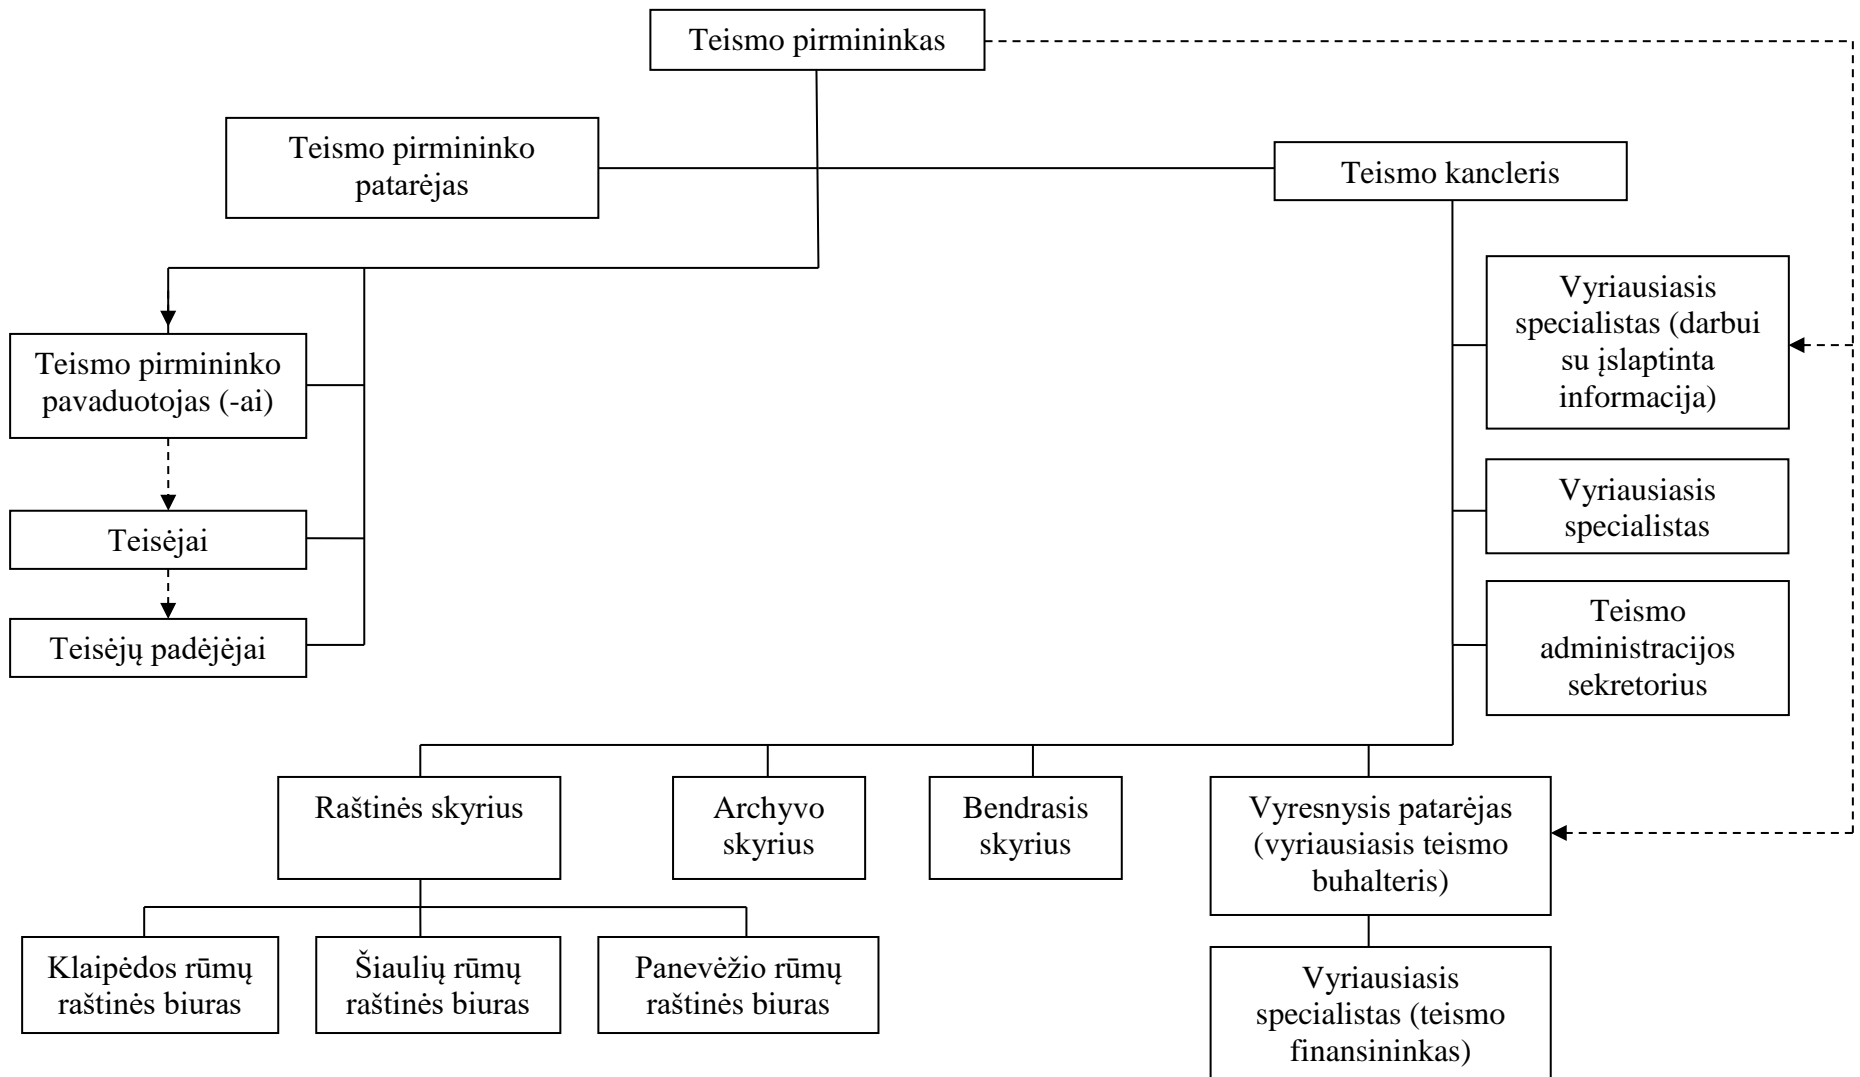 Teismo pirmininkas
Teismo pirmininko
patarėjas
Teismo kancleris
Vyriausiasis
specialistas (darbui
su įslaptinta
informacija)
Teismo pirmininko
pavaduotojas (-ai)
Vyriausiasis
specialistas
Teisėjai
Teismo
administracijos
sekretorius
Teisėjų padėjėjai
Raštinės skyrius
Archyvo
skyrius
Bendrasis
skyrius
Vyresnysis patarėjas
(vyriausiasis teismo
buhalteris)
Klaipėdos rūmų
raštinės biuras
Šiaulių rūmų
raštinės biuras
Panevėžio rūmų
raštinės biuras
Vyriausiasis
specialistas (teismo
finansininkas)